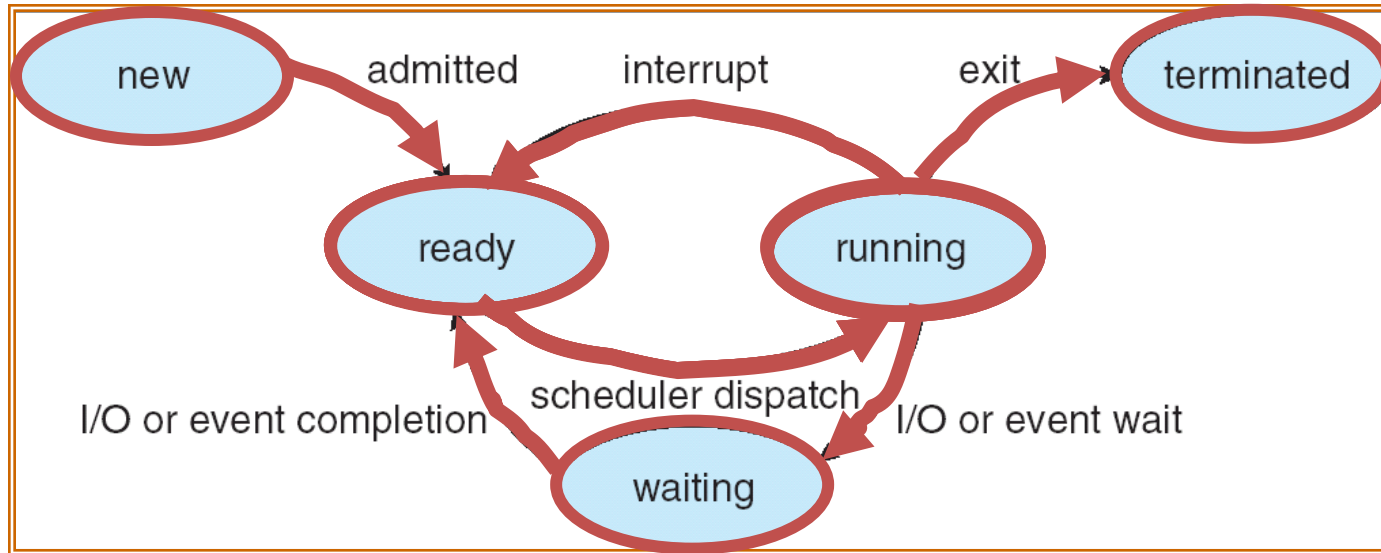 new
admitted
interrupt
exit
terminated
ready
running
scheduler dispatch
I/O or event completion
I/O or event wait
waiting